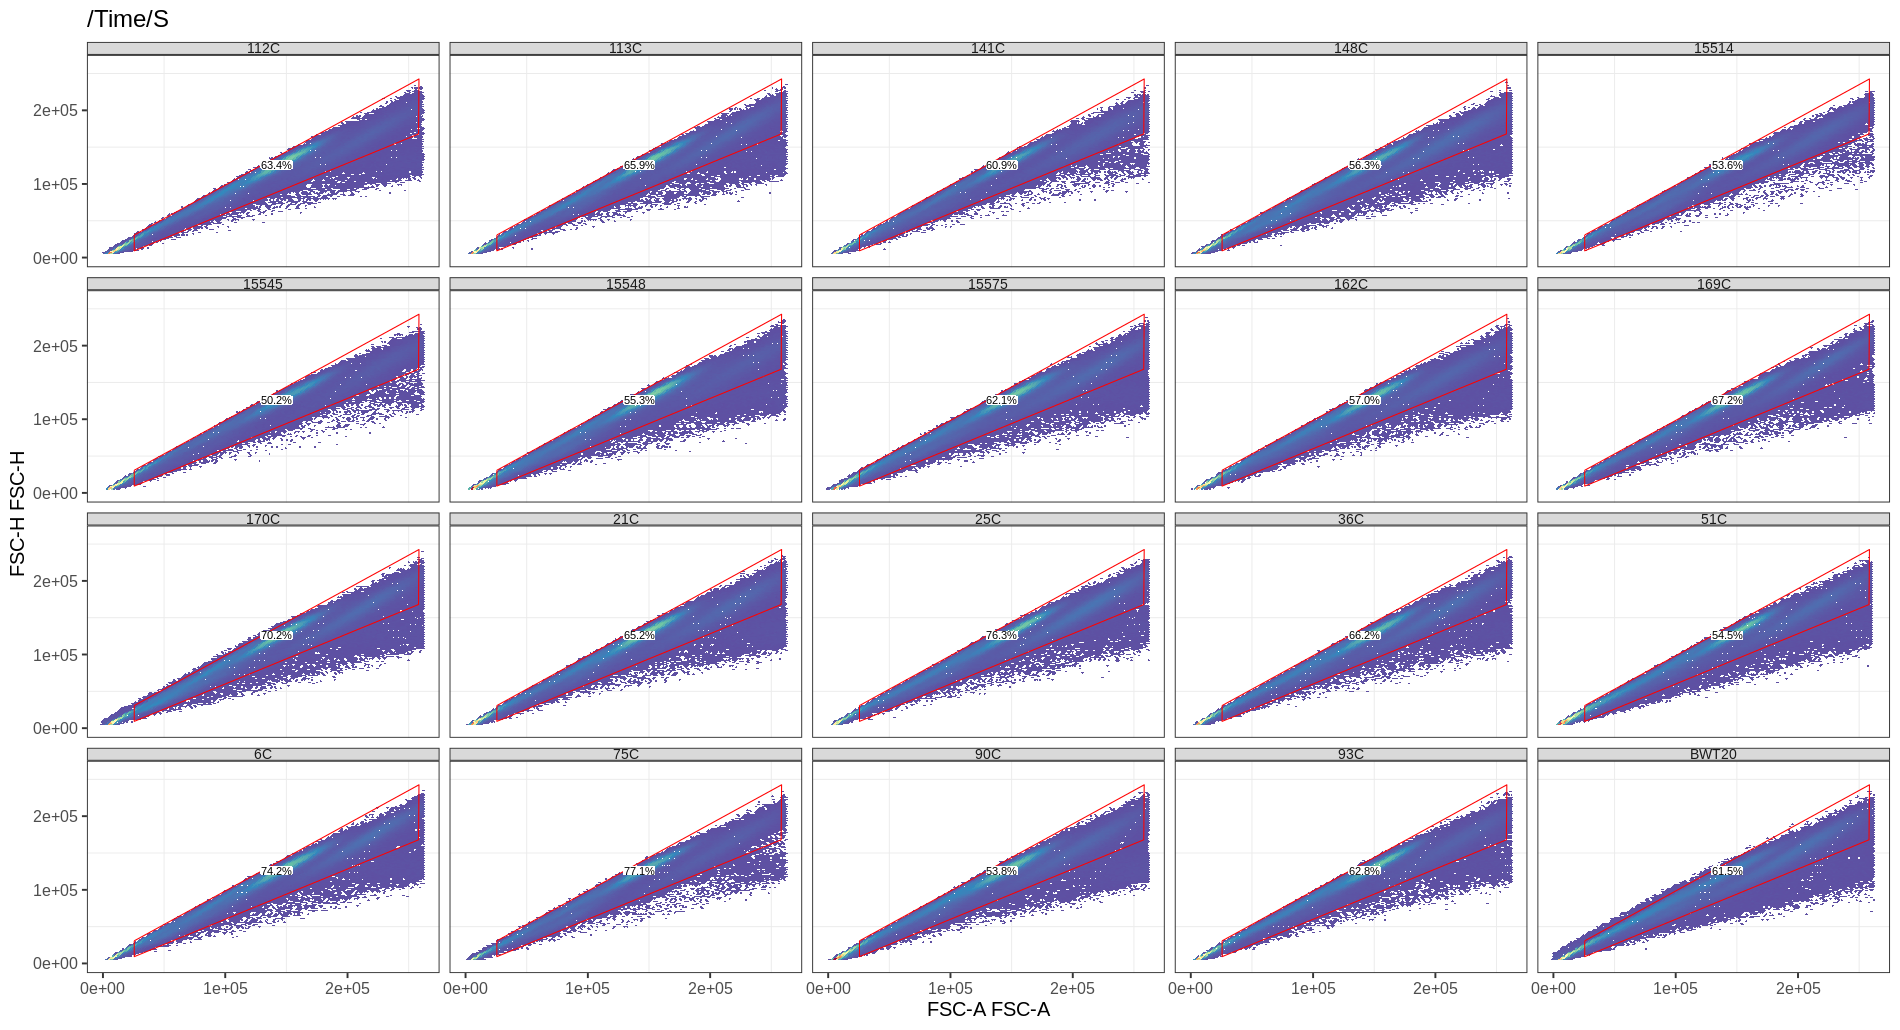 /Time/S
112C 113C 141C 148C 15514
2e+05
63.4% 65.9% 60.9% 56.3% 53.6%
1e+05
0e+00
15545 15548 15575 162C 169C
2e+05
50.2% 55.3% 62.1% 57.0% 67.2%
1e+05
0e+00
FSC-H FSC-H
170C 21C 25C 36C 51C
2e+05
70.2% 65.2% 76.3% 66.2% 54.5%
1e+05
0e+00
6C 75C 90C 93C BWT20
2e+05
74.2% 77.1% 53.8% 62.8% 61.5%
1e+05
0e+00
0e+00 1e+05 2e+05 0e+00 1e+05 2e+05 0e+00 1e+05 2e+05 0e+00 1e+05 2e+05 0e+00 1e+05 2e+05
FSC-A FSC-A